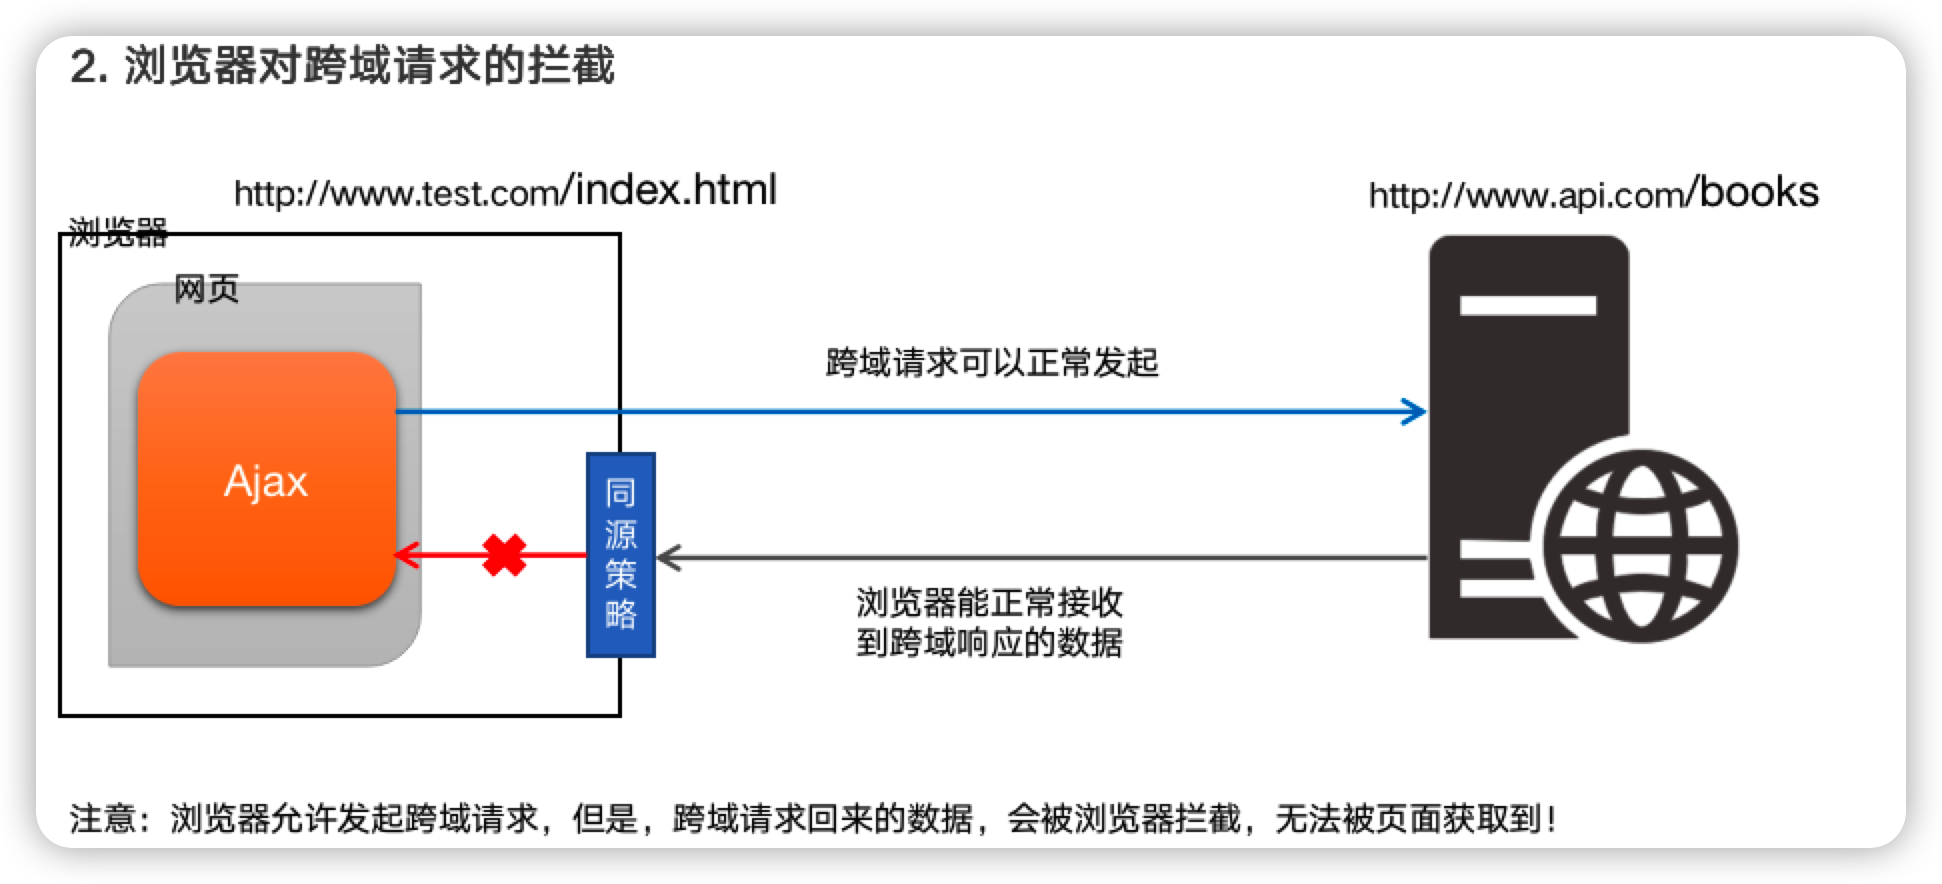 2. 浏览器对跨域请求的拦截
http://www.test.com/index.html
http://www.api.com/books
浏览器
网页
跨域请求可以正常发起
Ajax
同
源
策
略
浏览器能正常接收
到跨域响应的数据
注意：浏览器允许发起跨域请求，但是，跨域请求回来的数据，会被浏览器拦截，无法被页面获取到！